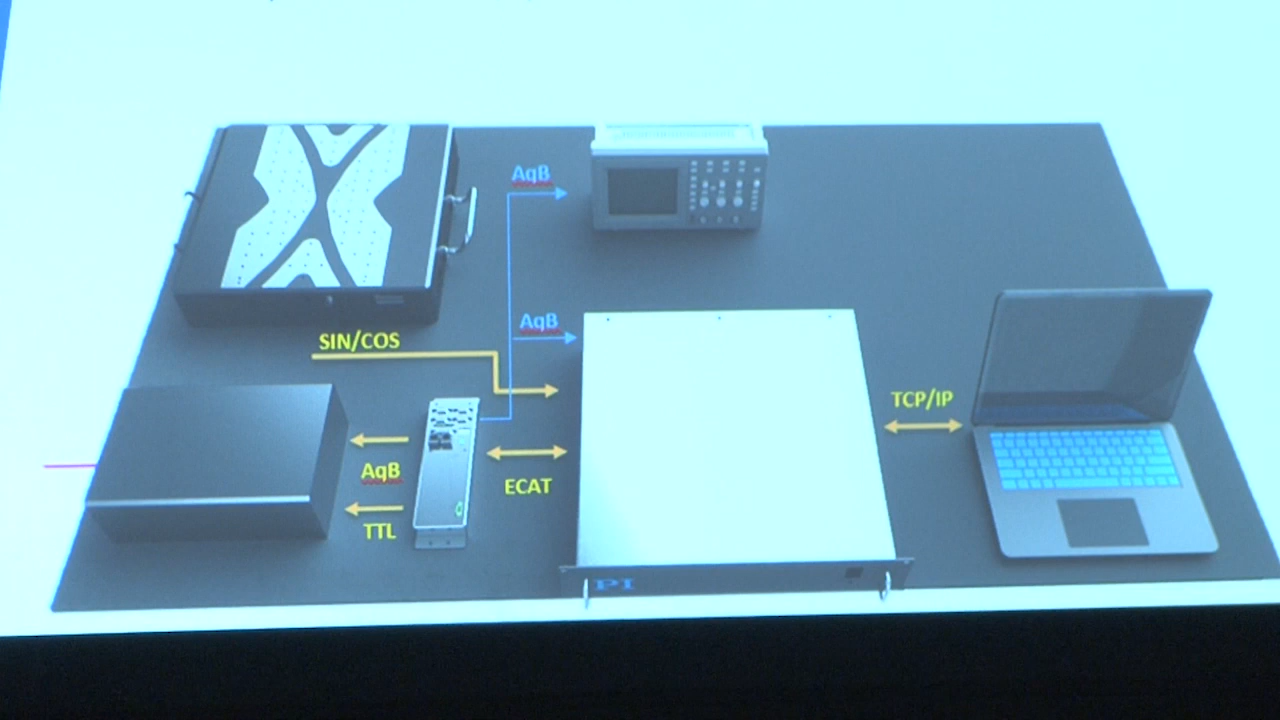 AqB
AqB
SIN/COS
TCP/IP
AqB
ECAT
TTL
PI